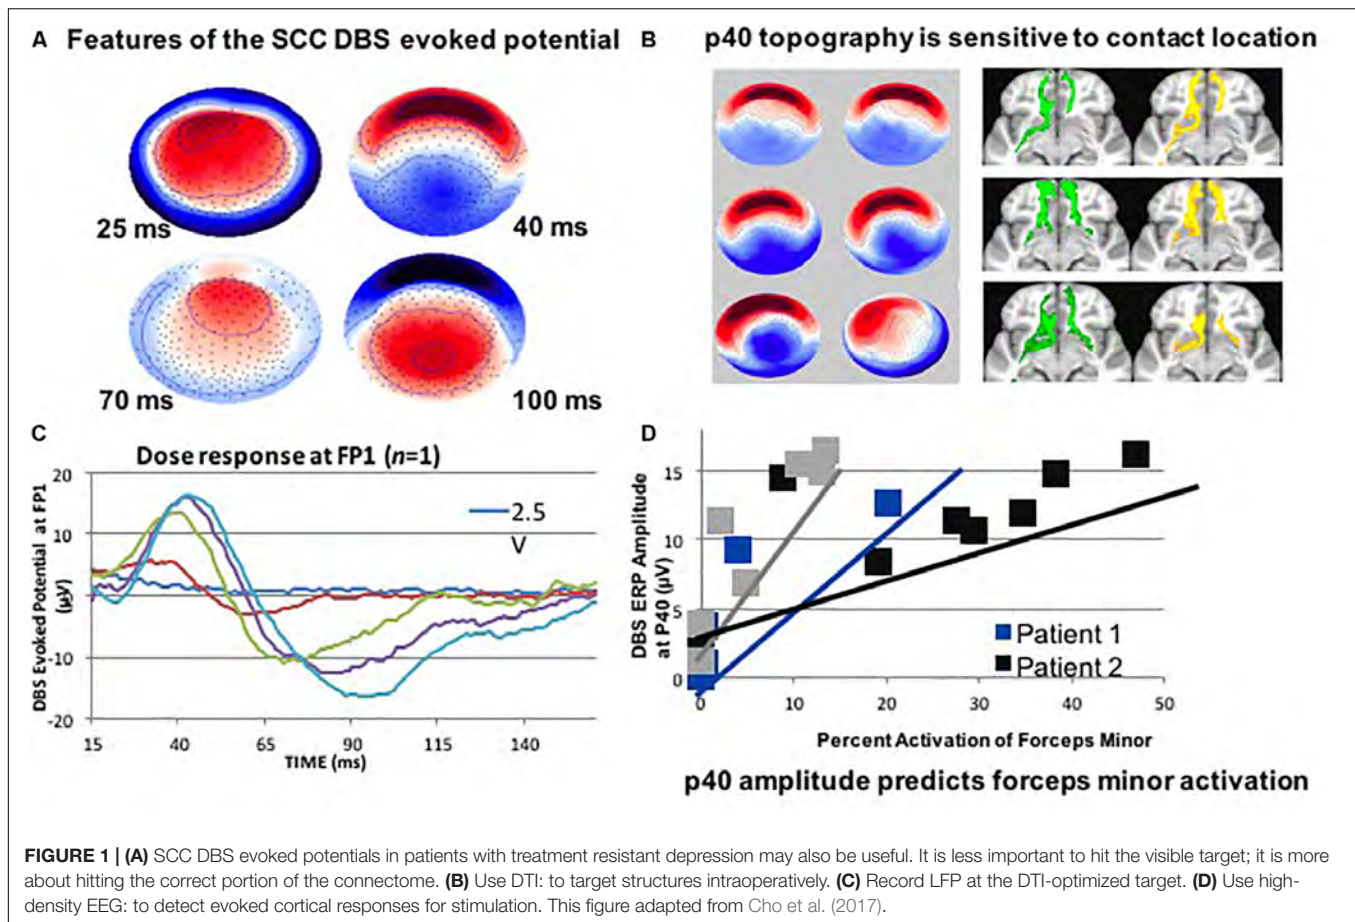 A Features of the SCC DBS evoked potential
25 ms
40 ms
70 ms
100 ms
B p40 topography is sensitive to contact location
C
Dose response at FP1 (n=1)
DBS Evoked Potential at FP1
(µV)
20
10
0
-10
-20
2.5
V
15 40 65 90 115 140
TIME (ms)
D
DBS ERP Amplitude
at P40 (µV)
15
10
5
0
Patient 1
Patient 2
0 10 20 30 40 50
Percent Activation of Forceps Minor
p40 amplitude predicts forceps minor activation
FIGURE 1 | (A) SCC DBS evoked potentials in patients with treatment resistant depression may also be useful. It is less important to hit the visible target; it is more
about hitting the correct portion of the connectome. (B) Use DTI: to target structures intraoperatively. (C) Record LFP at the DTI-optimized target. (D) Use high-
density EEG: to detect evoked cortical responses for stimulation. This figure adapted from Cho et al. (2017).